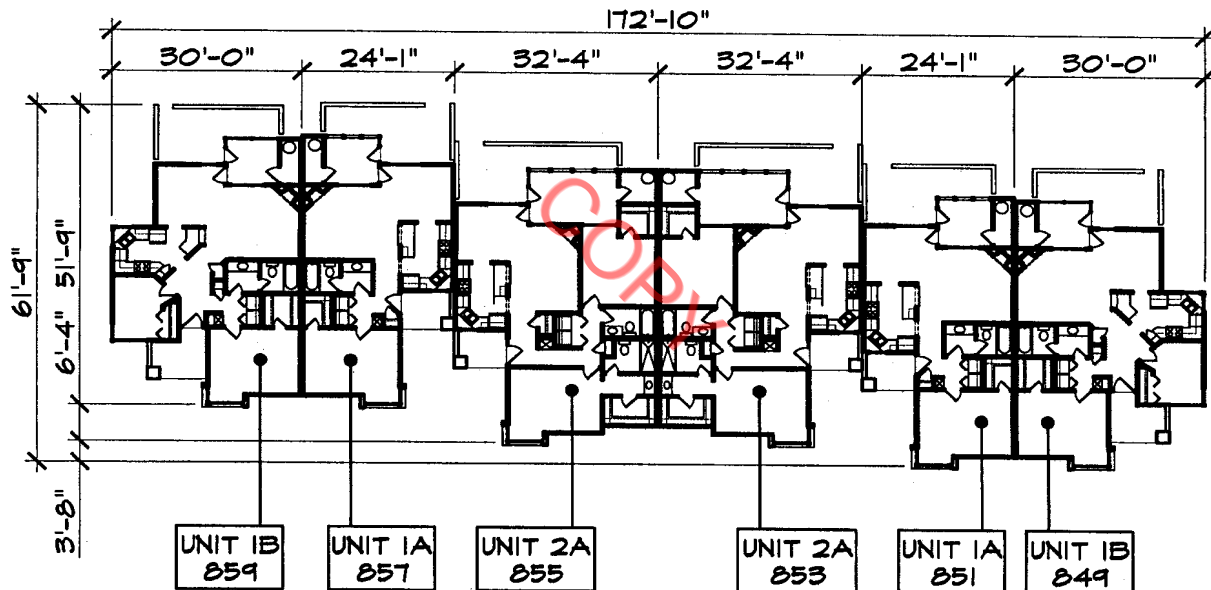 172'-10"
30'-0"
24'-1"
32'-4"
32'-4"
24'-1"
30'-0"
61'-9"
51'-9"
6'-4"
3'-8"
COPY
UNIT 1B
859
UNIT 1A
857
UNIT 2A
855
UNIT 2A
853
UNIT 1A
851
UNIT 1B
849